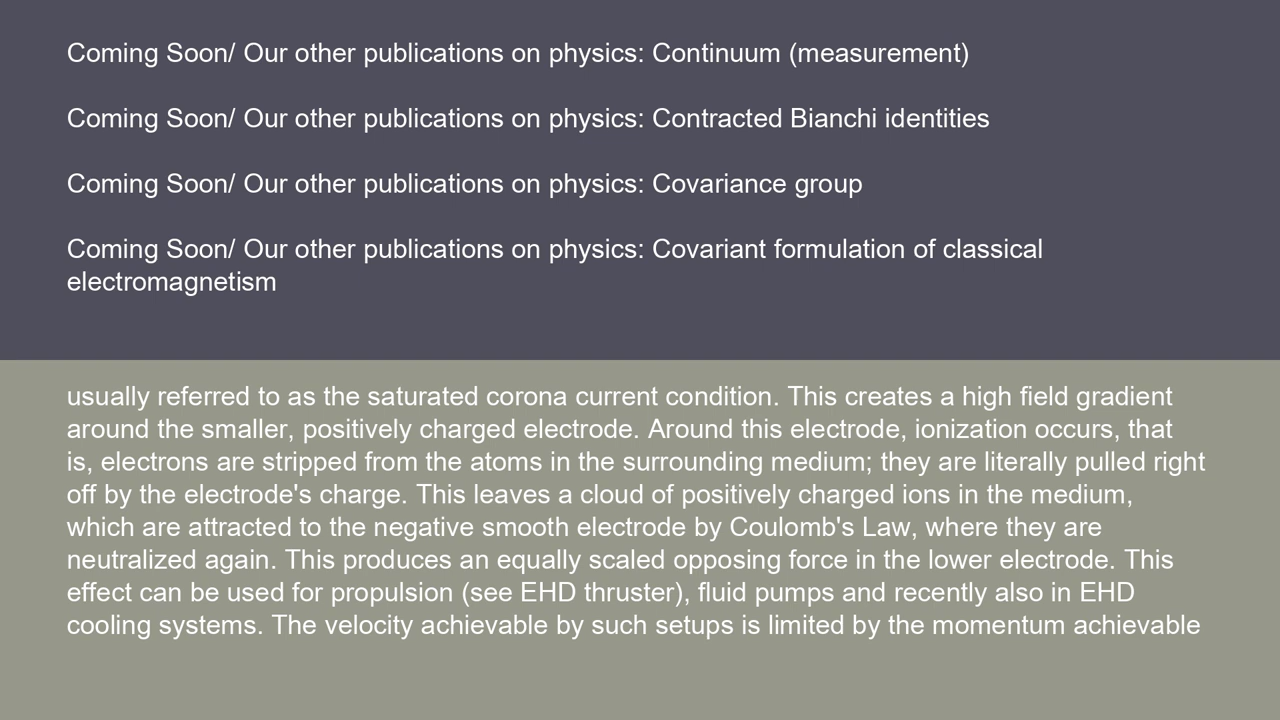 Coming Soon/ Our other publications on physics: Continuum (measurement)
Coming Soon/ Our other publications on physics: Contracted Bianchi identities
Coming Soon/ Our other publications on physics: Covariance group
Coming Soon/ Our other publications on physics: Covariant formulation of classical
electromagnetism
usually referred to as the saturated corona current condition. This creates a high field gradient
around the smaller, positively charged electrode. Around this electrode, ionization occurs, that
is, electrons are stripped from the atoms in the surrounding medium; they are literally pulled right
off by the electrode's charge. This leaves a cloud of positively charged ions in the medium,
which are attracted to the negative smooth electrode by Coulomb's Law, where they are
neutralized again. This produces an equally scaled opposing force in the lower electrode. This
effect can be used for propulsion (see EHD thruster), fluid pumps and recently also in EHD
cooling systems. The velocity achievable by such setups is limited by the momentum achievable